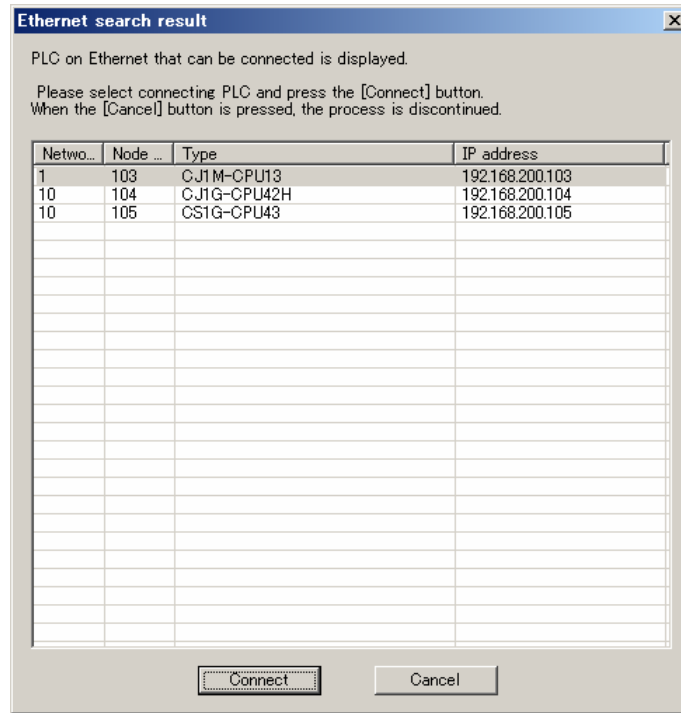 Ethernet search result
PLC on Ethernet that can be connected is displayed.
Please select connecting PLC and press the [Connect] button.
When the [Cancel] button is pressed, the process is discontinued.
Netwo... Node ... Type IP address
1 103 CJ1M-CPU13 192.168.200.103
10 104 CJ1G-CPU42H 192.168.200.104
10 105 CS1G-CPU43 192.168.200.105
Connect Cancel